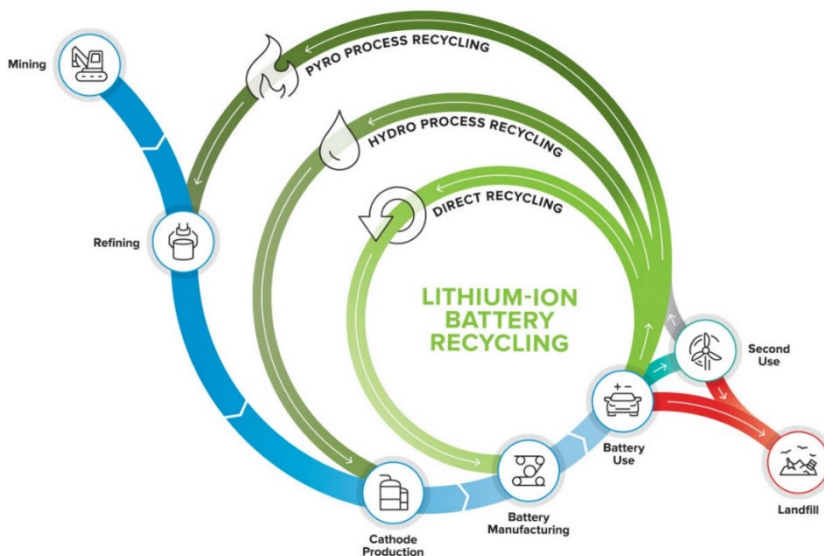 Mining
PYRO PROCESS RECYCLING
HYDRO PROCESS RECYCLING
DIRECT RECYCLING
Refining
LITHIUM-ION
BATTERY
RECYCLING
Second
Use
+ -
Battery
Use
Landfill
Battery
Manufacturing
Cathode
Production